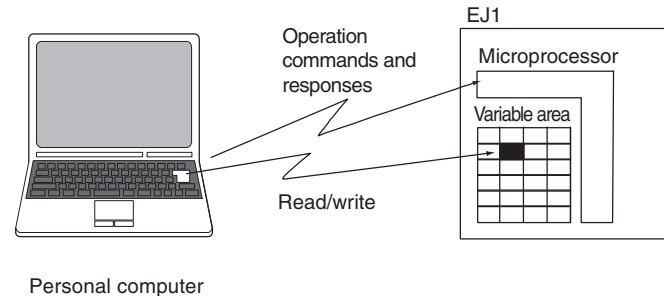 EJ1
Operation
commands and
responses
Microprocessor
Variable area
Read/write
Personal computer